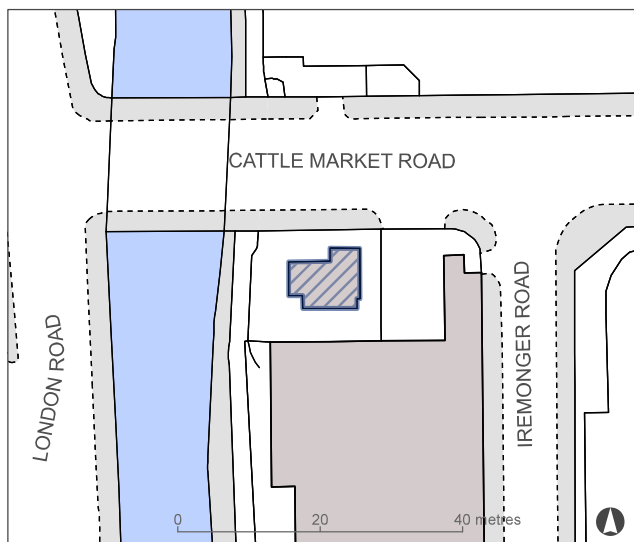 CATTLE MARKET ROAD
LONDON ROAD
IREMONGER ROAD
0 20 40 metres